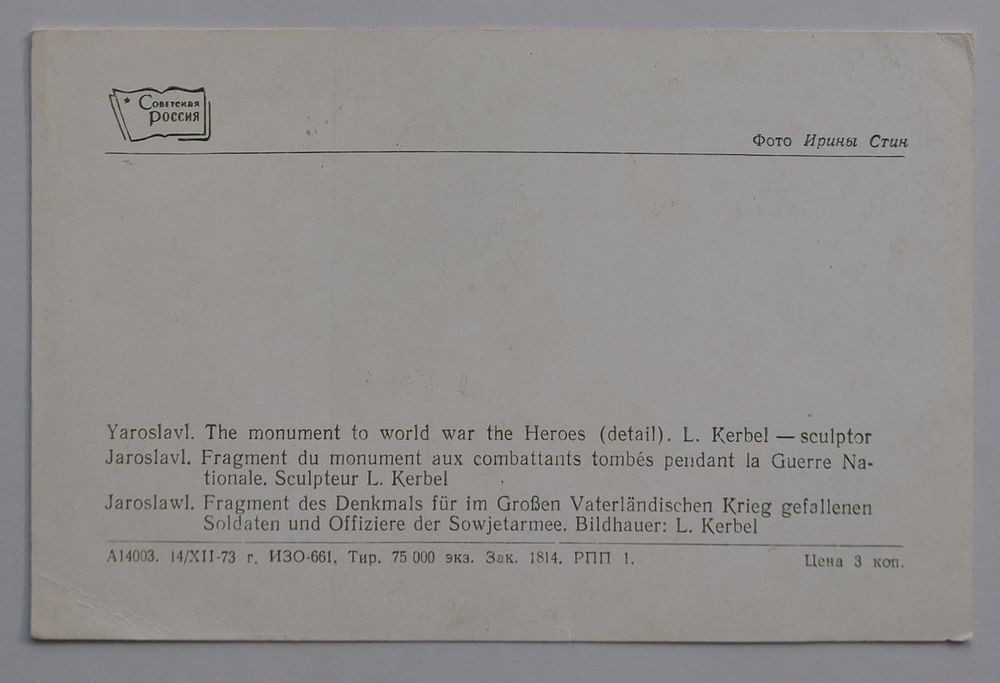 Советская
Россия
Фото Ирины Стин
Yaroslavl. The monument to world war the Heroes (detail). L. Kerbel — sculptor
Jaroslavl. Fragment du monument aux combattants tombés pendant la Guerre Na-
tionale. Sculpteur L. Kerbel
Jaroslawl. Fragment des Denkmals für im Großen Vaterländischen Krieg gefallenen
Soldaten und Offiziere der Sowjetarmee. Bildhauer: L. Kerbel
А14003. 14/XII-73 г. ИЗО-661. Тир. 75 000 экз. Зак. 1814. РПП 1.
Цена 3 коп.